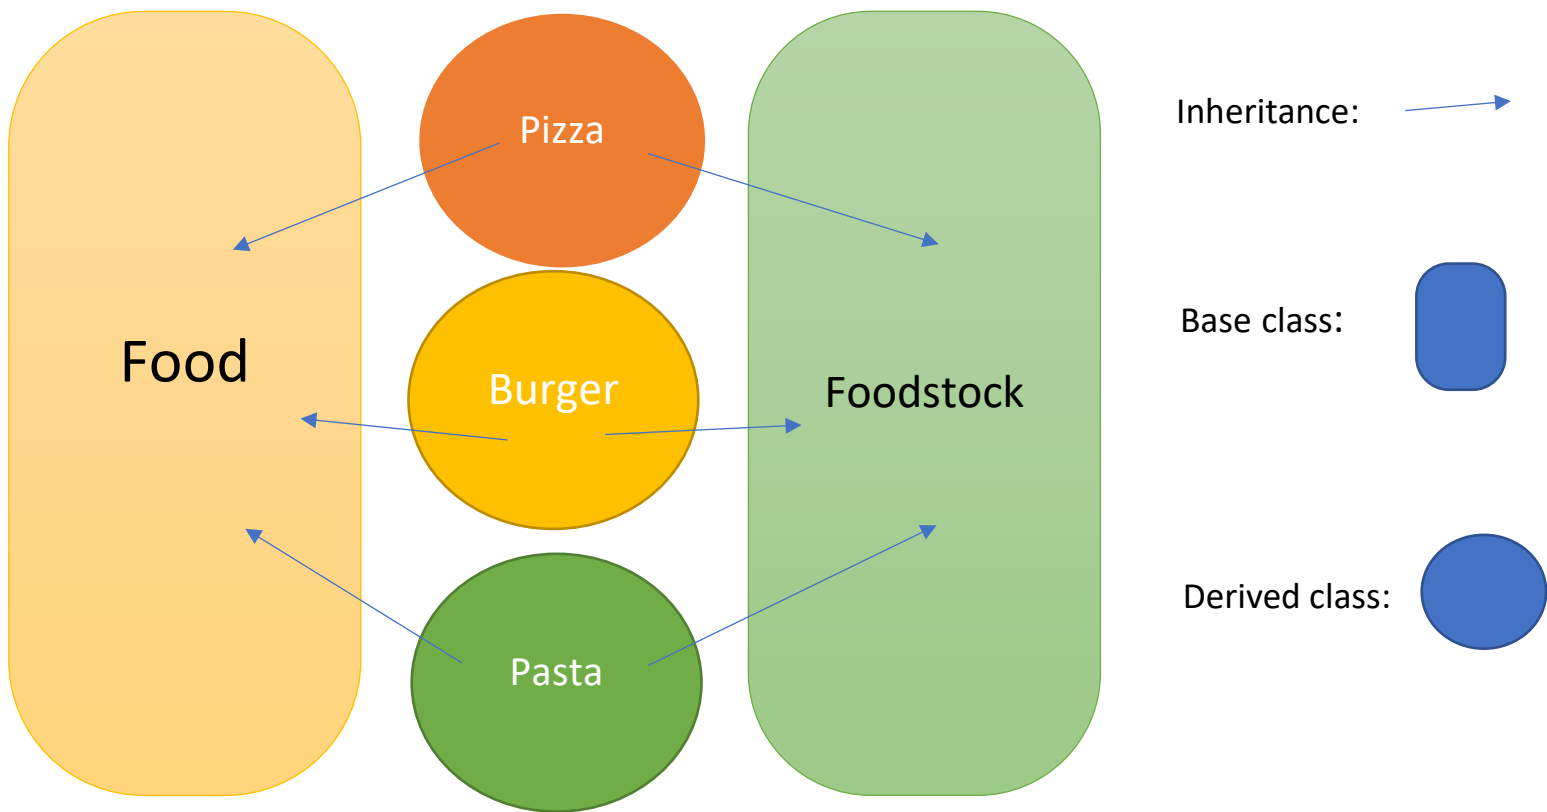 Pizza
Food
Burger
Foodstock
Pasta
Inheritance:
Base class:
Derived class: